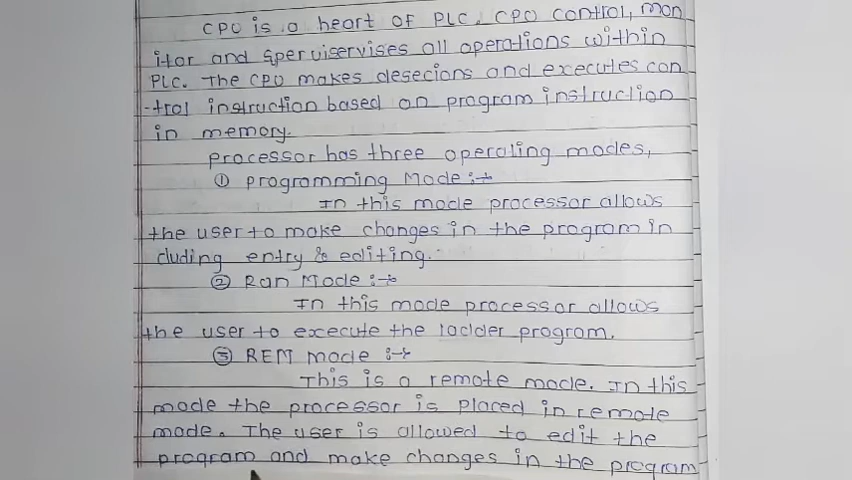 CPU is a heart of PLC. CPU control, mon
itor and sperviservises all operations within
PLC. The CPU makes desecions and executes con
-trol instruction based on program instruction
in memory.
processor has three operating modes,
① programming Mode :-
In this mode processor allows
the user to make changes in the program in
cluding entry & editing.
② Run Mode :-
In this mode processor allows
the user to execute the ladder program.
③ REM mode :-
This is a remote mode. In this
mode the processor is placed in remote
mode. The user is allowed to edit the
program and make changes in the program